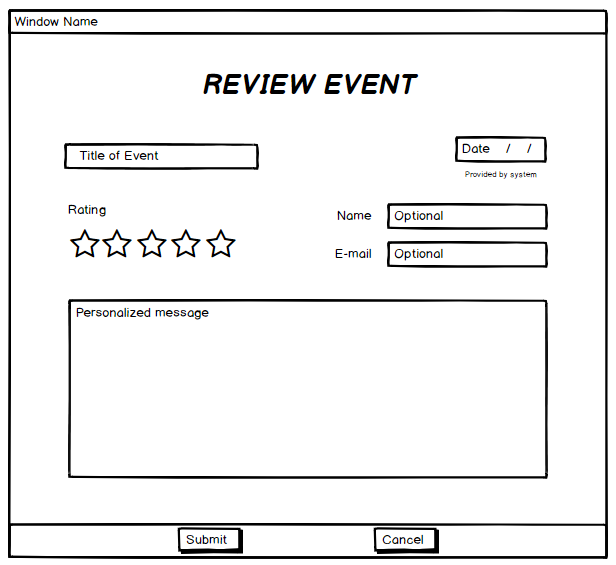 Window Name
REVIEW EVENT
Title of Event
Date / /
Provided by system
Rating
Name Optional
E-mail Optional
Personalized message
Submit Cancel